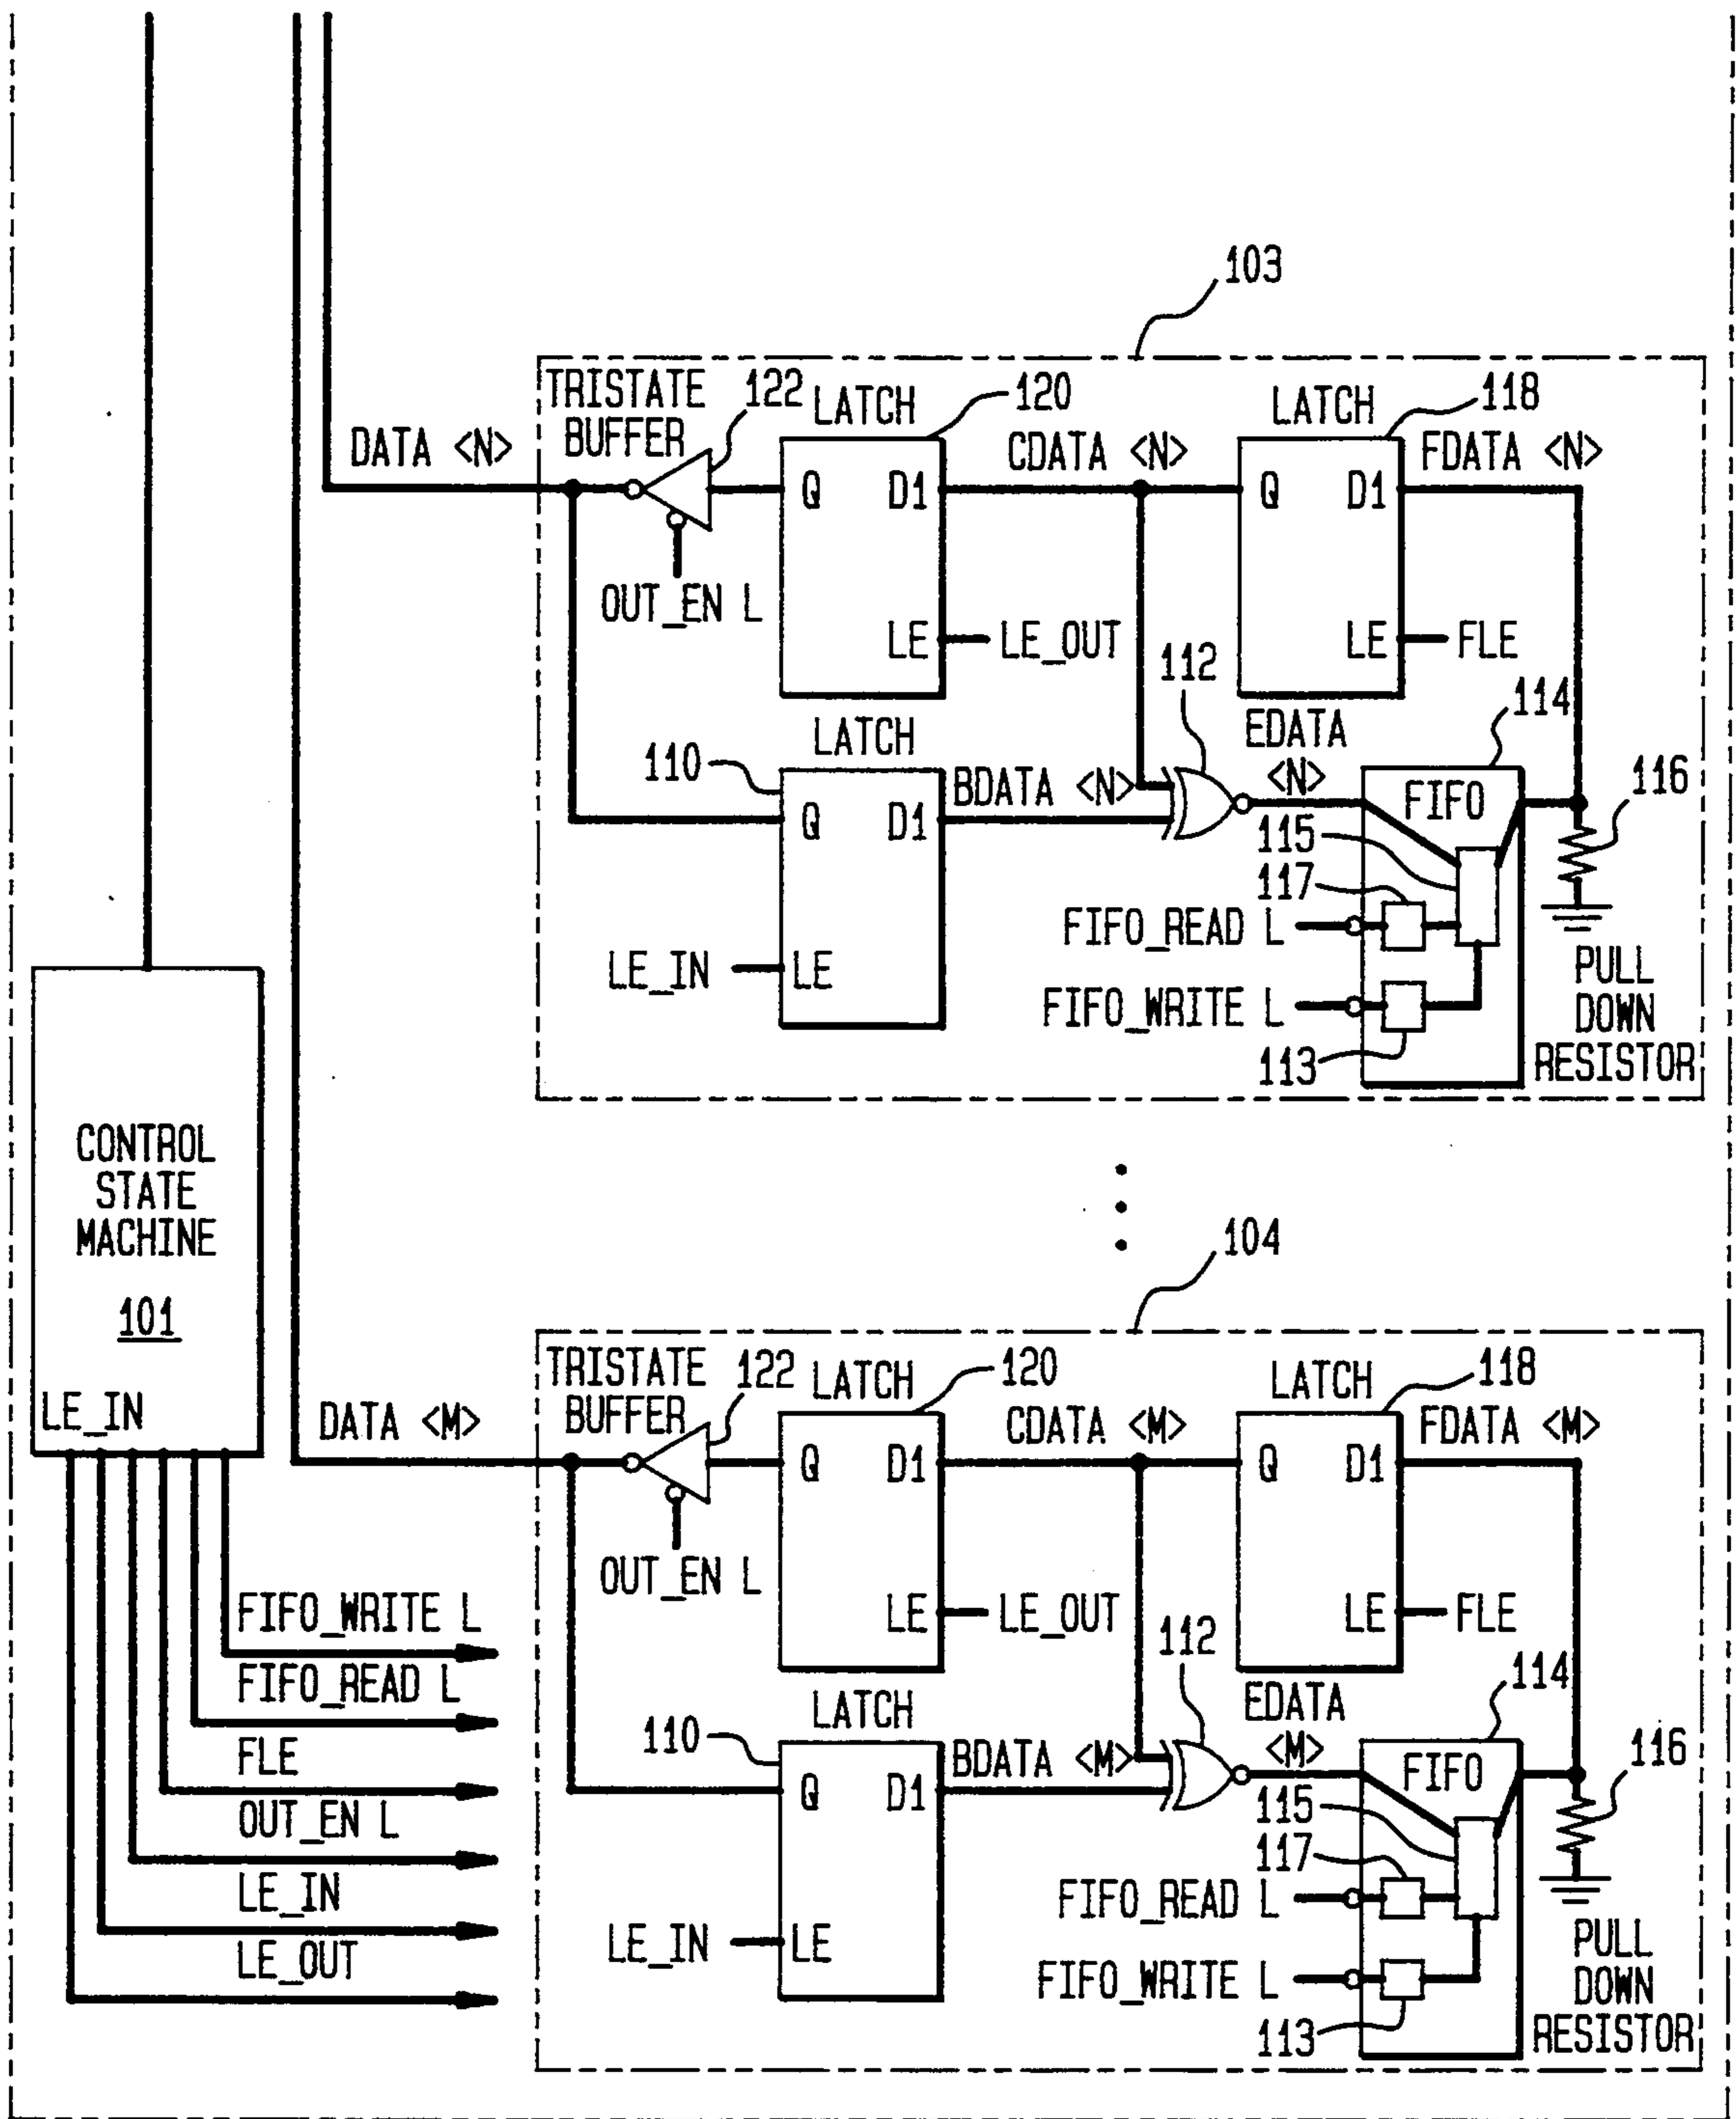 103
TRISTATE
BUFFER
122
LATCH
120
LATCH
118
DATA <N>
CDATA <N>
FDATA <N>
Q
D1
Q
D1
OUT_EN L
LE
LE_OUT
LE
FLE
112
114
LATCH
EDATA
<N>
110
BDATA <N>
116
Q
D1
FIFO
115
117
FIFO_READ L
LE_IN
LE
FIFO_WRITE L
113
PULL
DOWN
RESISTOR
CONTROL
STATE
MACHINE
101
LE_IN
104
TRISTATE
BUFFER
122
LATCH
120
LATCH
118
DATA <M>
CDATA <M>
FDATA <M>
Q
D1
Q
D1
OUT_EN L
LE
LE_OUT
LE
FLE
FIFO_WRITE L
FIFO_READ L
FLE
OUT_EN L
LE_IN
LE_OUT
112
114
LATCH
EDATA
<M>
110
BDATA <M>
116
Q
D1
FIFO
115
117
FIFO_READ L
LE_IN
LE
FIFO_WRITE L
113
PULL
DOWN
RESISTOR